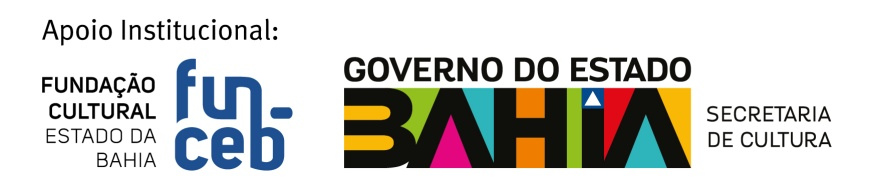 Apoio Institucional:
FUNDAÇÃO
CULTURAL
ESTADO DA
BAHIA
fun-
ceb
GOVERNO DO ESTADO
BAHIA
SECRETARIA
DE CULTURA